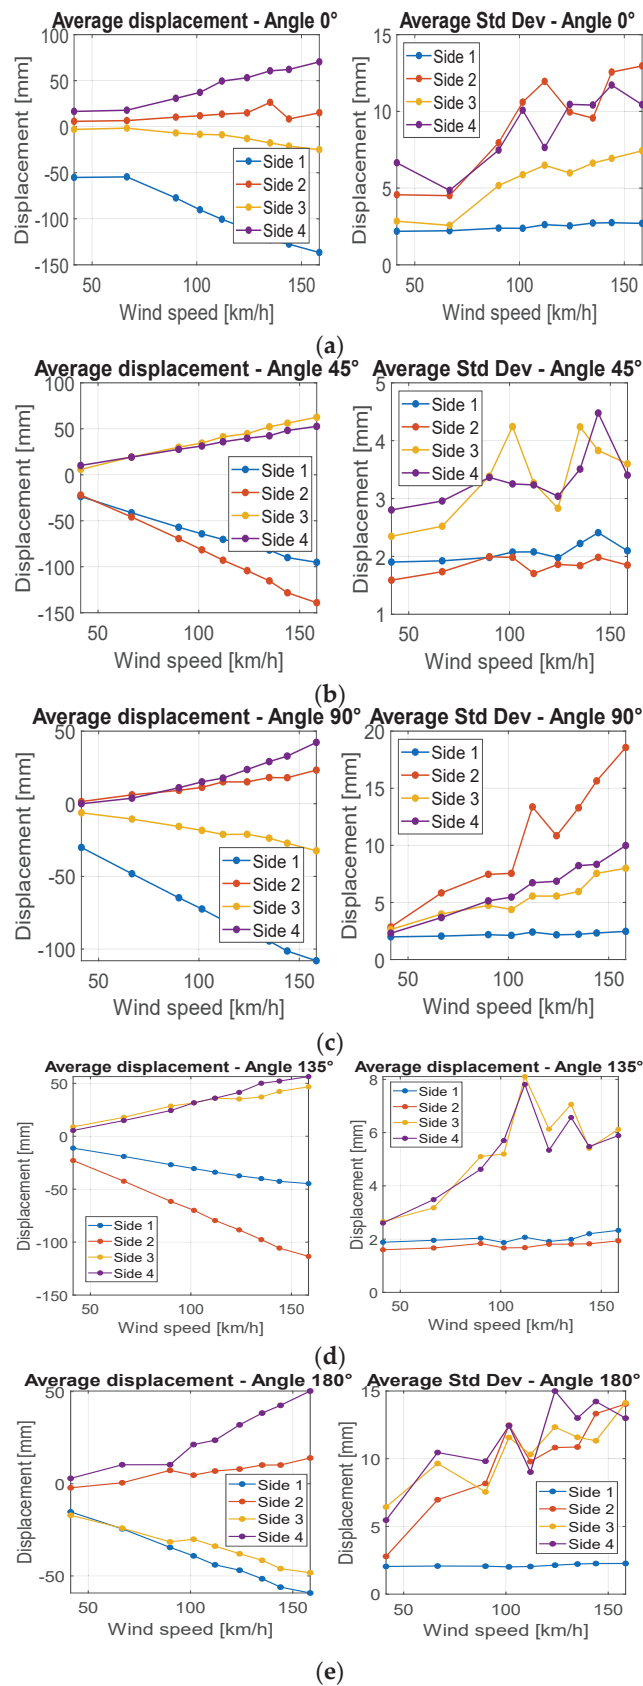 Average displacement - Angle 0°
Average Std Dev - Angle 0°
Displacement [mm]
100
50
0
-50
-100
-150
Side 1
Side 2
Side 3
Side 4
50
100
150
Wind speed [km/h]
Displacement [mm]
15
10
5
0
Side 1
Side 2
Side 3
Side 4
50
100
150
Wind speed [km/h]
(a)
Average displacement - Angle 45°
Average Std Dev - Angle 45°
Displacement [mm]
100
50
0
-50
-100
-150
Side 1
Side 2
Side 3
Side 4
50
100
150
Wind speed [km/h]
Displacement [mm]
5
4
3
2
1
Side 1
Side 2
Side 3
Side 4
50
100
150
Wind speed [km/h]
(b)
Average displacement - Angle 90°
Average Std Dev - Angle 90°
Displacement [mm]
50
0
-50
-100
Side 1
Side 2
Side 3
Side 4
50
100
150
Wind speed [km/h]
Displacement [mm]
20
15
10
5
0
Side 1
Side 2
Side 3
Side 4
50
100
150
Wind speed [km/h]
(c)
Average displacement - Angle 135°
Average displacement - Angle 135°
Displacement [mm]
50
0
-50
-100
-150
Side 1
Side 2
Side 3
Side 4
50
100
150
Wind speed [km/h]
Displacement [mm]
8
6
4
2
0
Side 1
Side 2
Side 3
Side 4
50
100
150
Wind speed [km/h]
(d)
Average displacement - Angle 180°
Average Std Dev - Angle 180°
Displacement [mm]
50
0
-50
Side 1
Side 2
Side 3
Side 4
50
100
150
Wind speed [km/h]
Displacement [mm]
15
10
5
0
Side 1
Side 2
Side 3
Side 4
50
100
150
Wind speed [km/h]
(e)